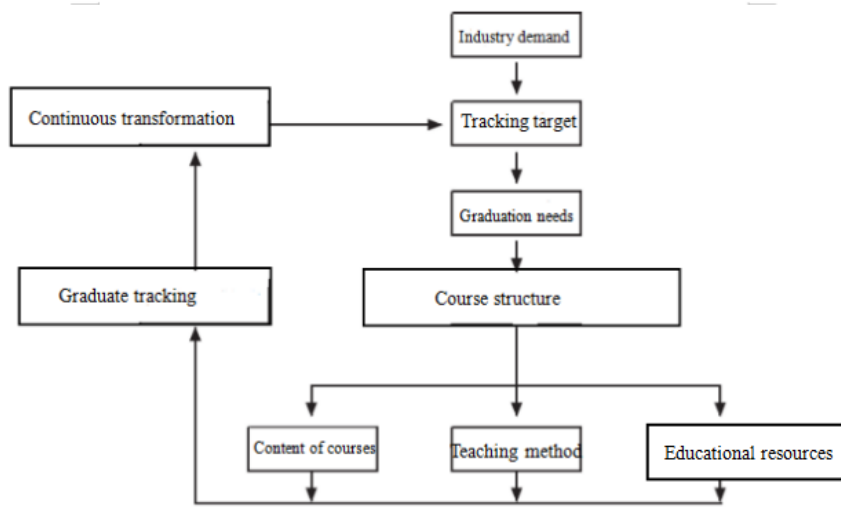 Industry demand
Continuous transformation
Tracking target
Graduation needs
Graduate tracking
Course structure
Content of courses
Teaching method
Educational resources